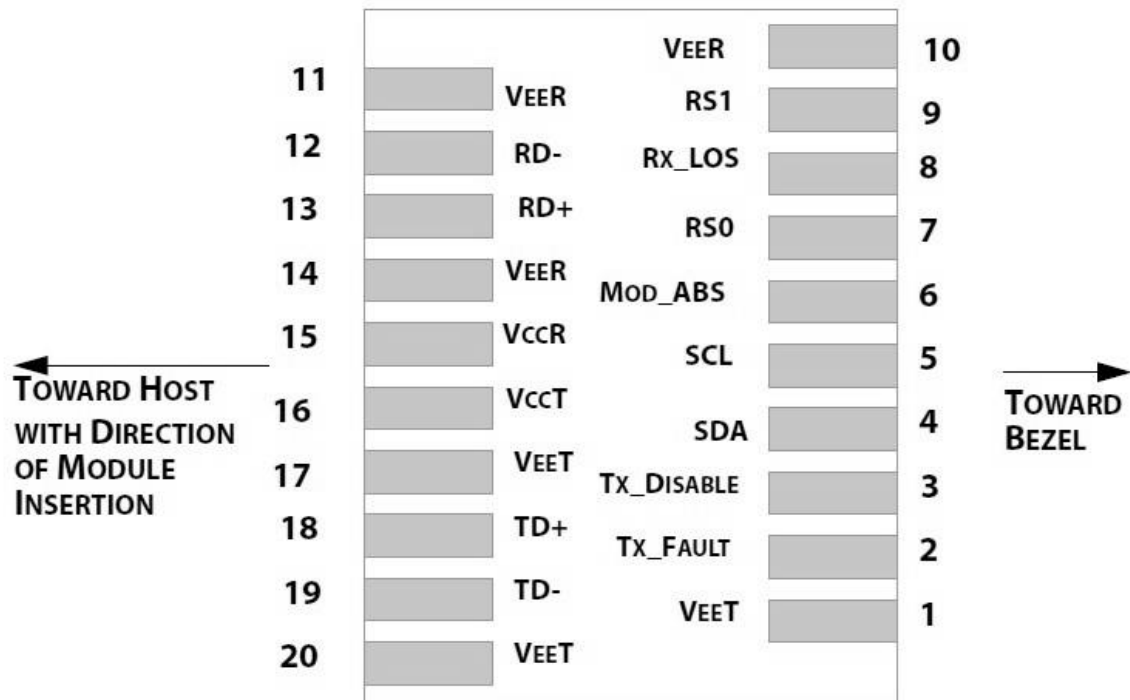 VEER 10
11 VEER
RS1 9
12 RD-
RX_LOS 8
13 RD+
RS0 7
14 VEER
MOD_ABS 6
15 VCCR
SCL 5
TOWARD HOST
WITH DIRECTION
OF MODULE
INSERTION
TOWARD
BEZEL
16 VCCT
SDA 4
17 VEET
TX_DISABLE 3
18 TD+
TX_FAULT 2
19 TD-
VEET 1
20 VEET